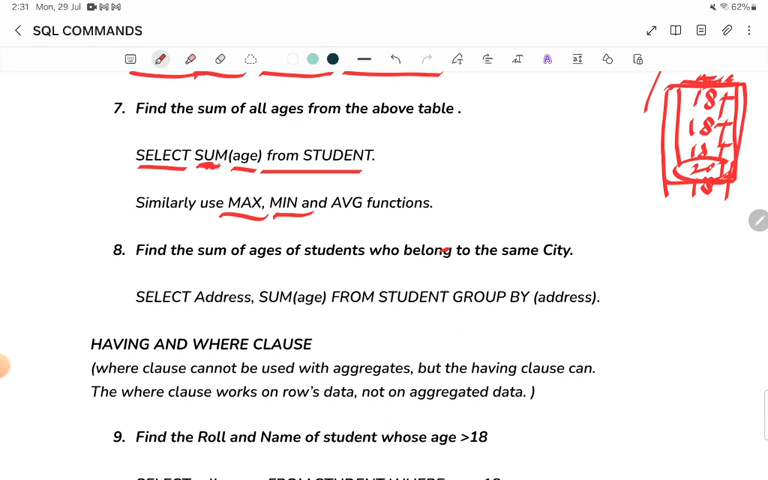 2:31 Mon, 29 Jul
62%
SQL COMMANDS
7. Find the sum of all ages from the above table .
SELECT SUM(age) from STUDENT.
Similarly use MAX, MIN and AVG functions.
8. Find the sum of ages of students who belong to the same City.
SELECT Address, SUM(age) FROM STUDENT GROUP BY (address).
HAVING AND WHERE CLAUSE
(where clause cannot be used with aggregates, but the having clause can.
The where clause works on row's data, not on aggregated data. )
9. Find the Roll and Name of student whose age >18
18+
18+
18+
20
18